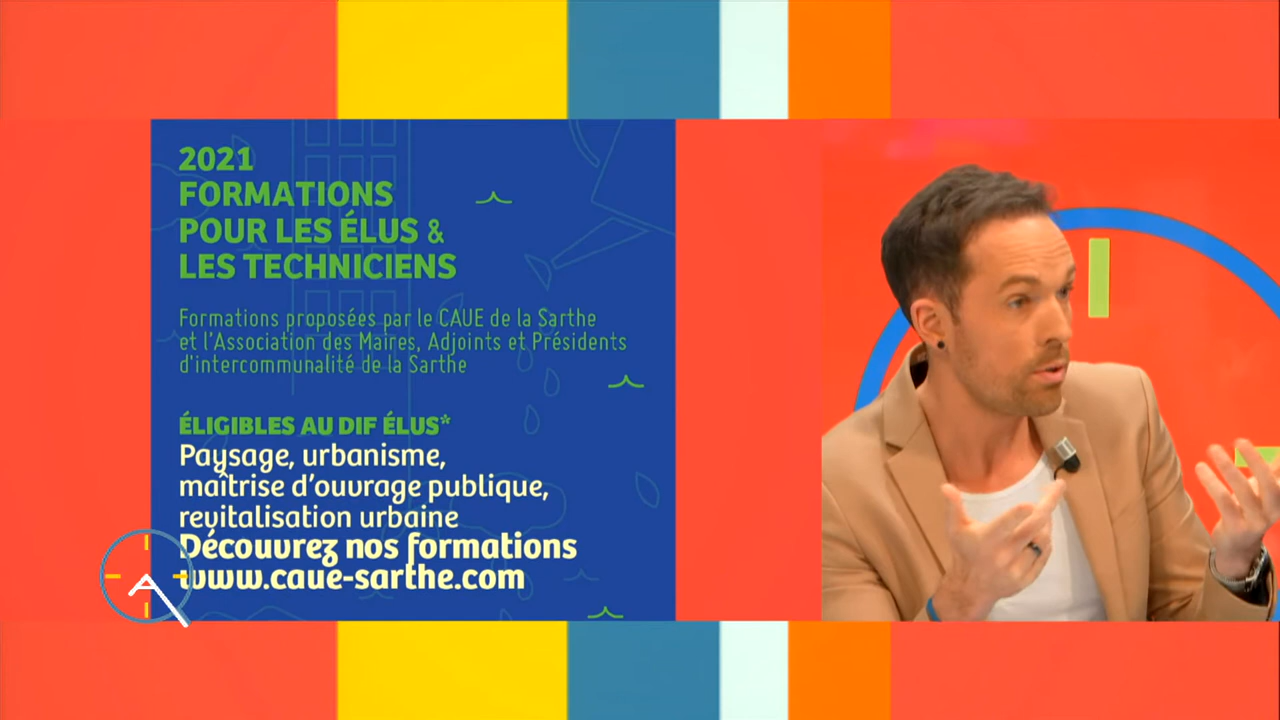 2021
FORMATIONS
POUR LES ÉLUS &
LES TECHNICIENS
Formations proposées par le CAUE de la Sarthe
et l'Association des Maires, Adjoints et Présidents
d'intercommunalité de la Sarthe
ÉLIGIBLES AU DIF ÉLUS*
Paysage, urbanisme,
maîtrise d'ouvrage publique,
revitalisation urbaine
Découvrez nos formations
www.caue-sarthe.com